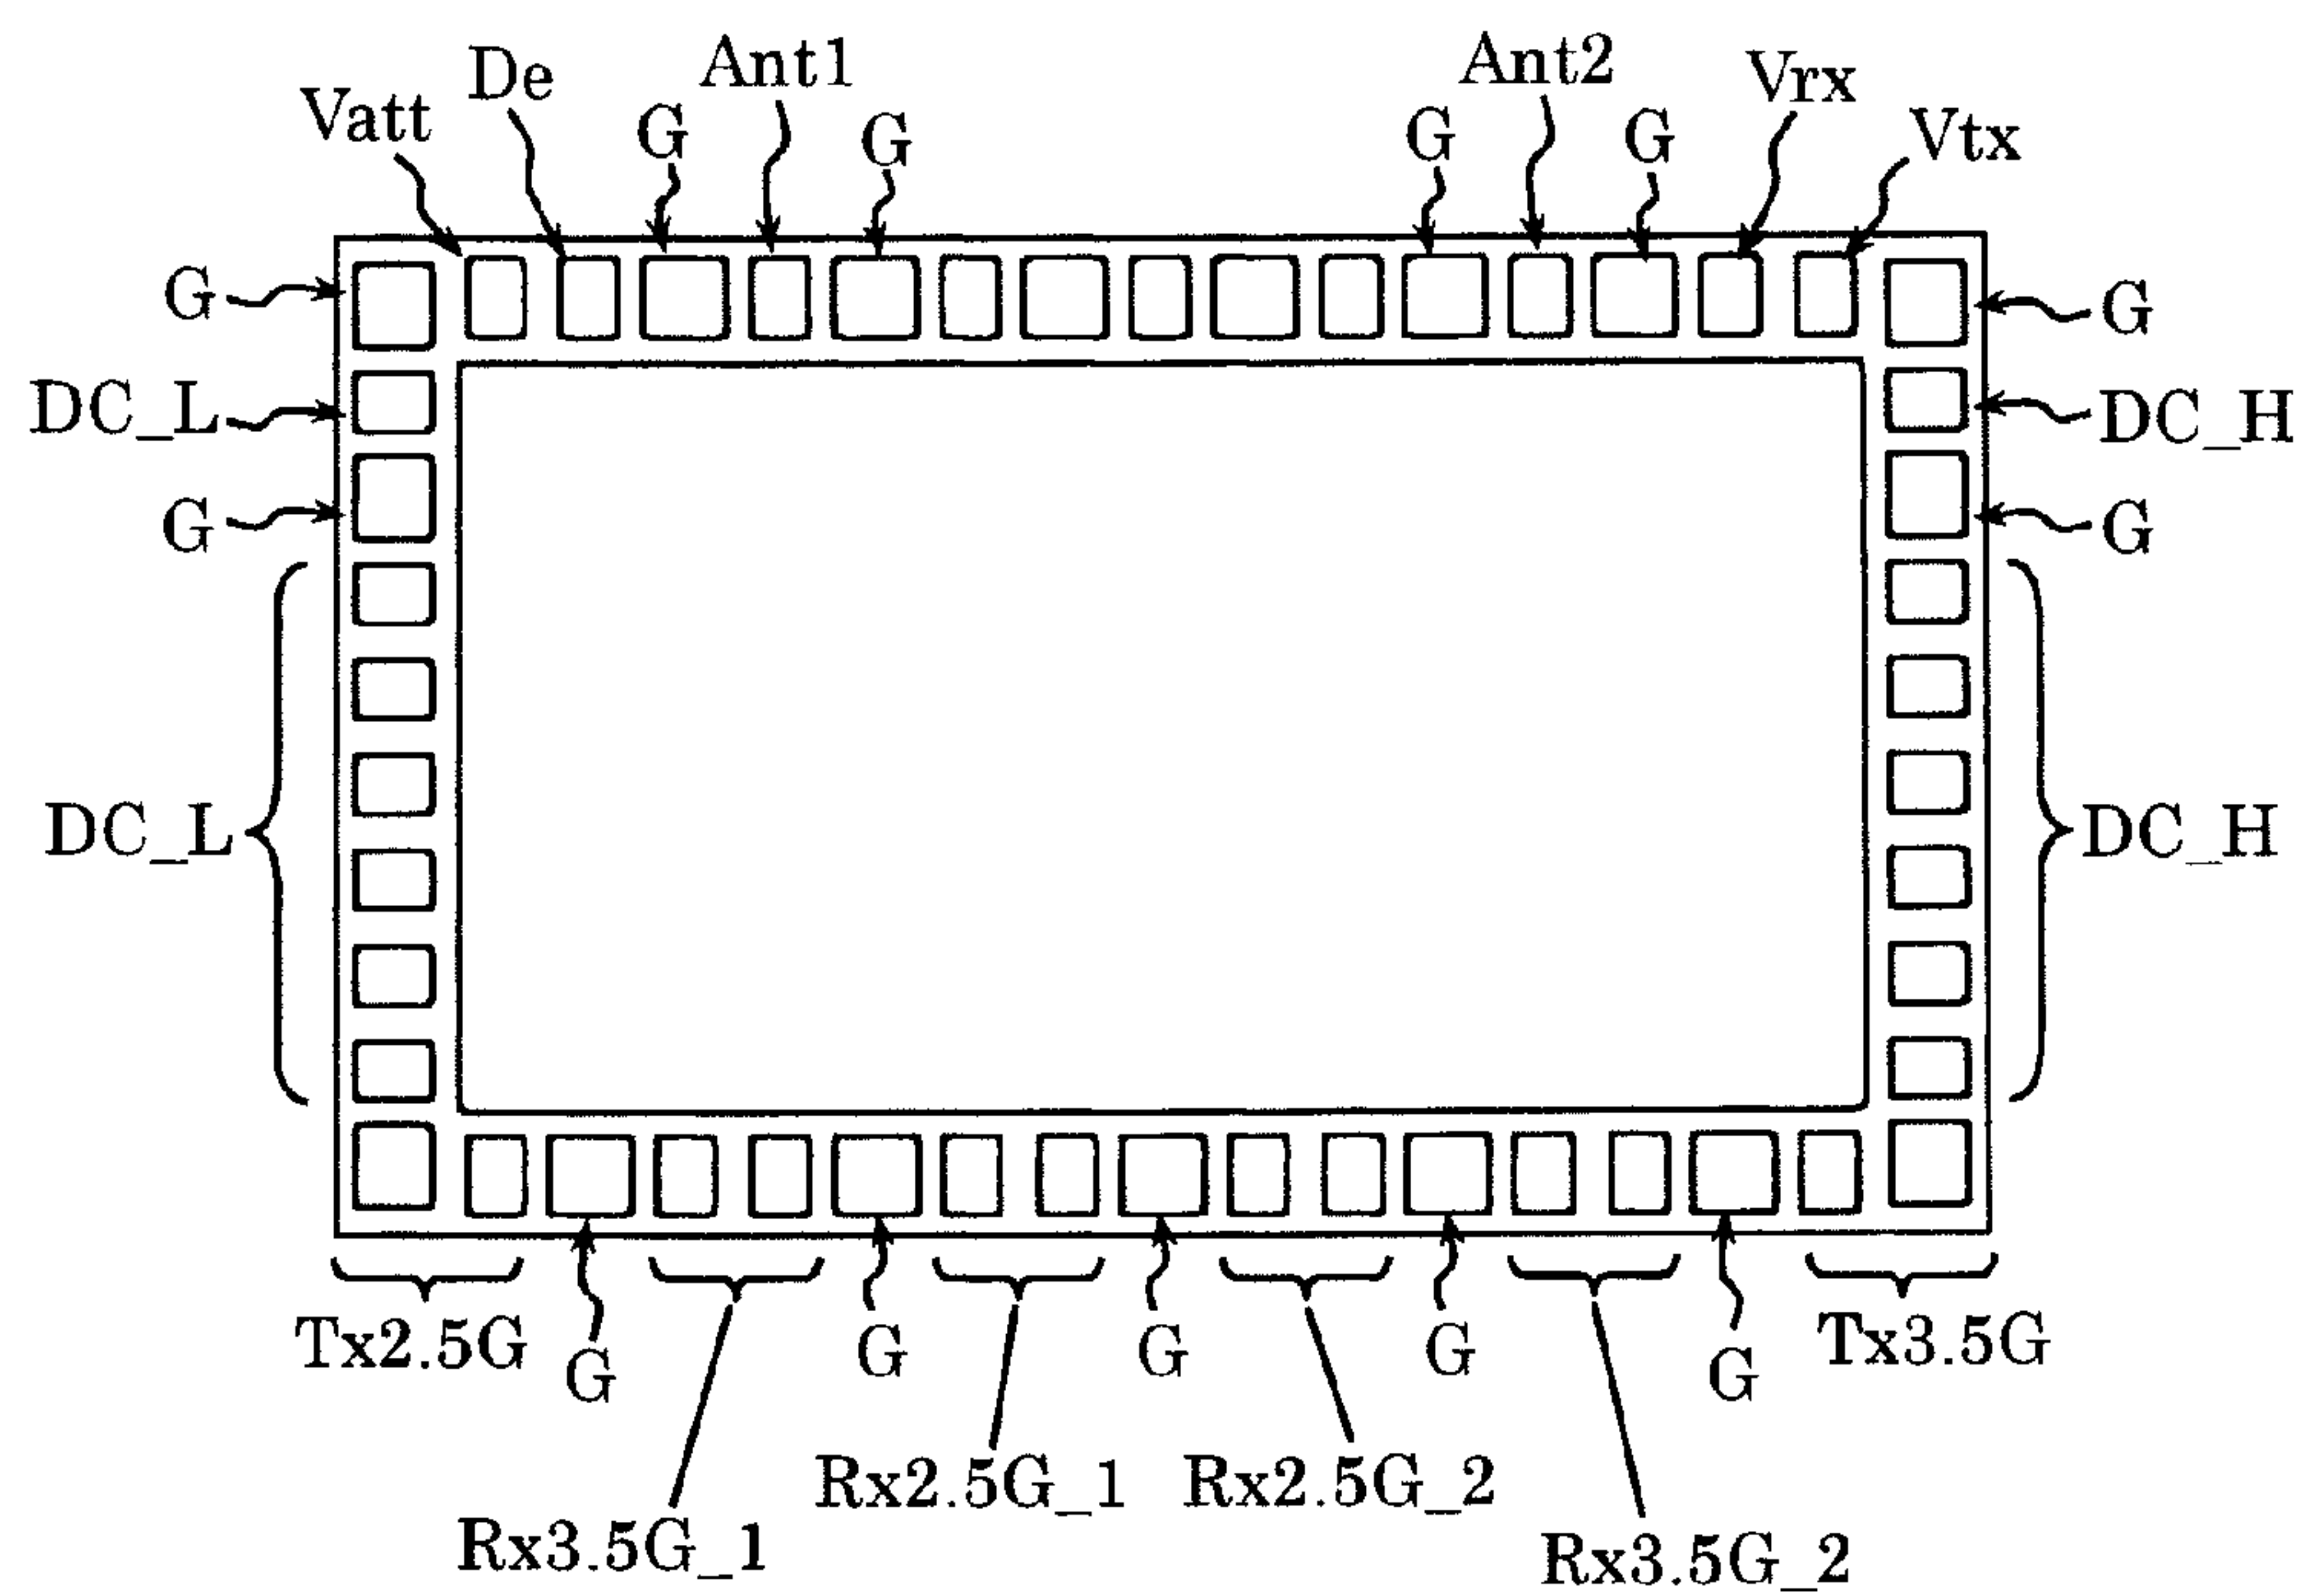 Vatt De G Ant1 G G Ant2 G Vrx Vtx
G G
DC_L DC_H
G G
DC_L DC_H
Tx2.5G G G G G G Tx3.5G
Rx3.5G_1 Rx2.5G_1 Rx2.5G_2 Rx3.5G_2